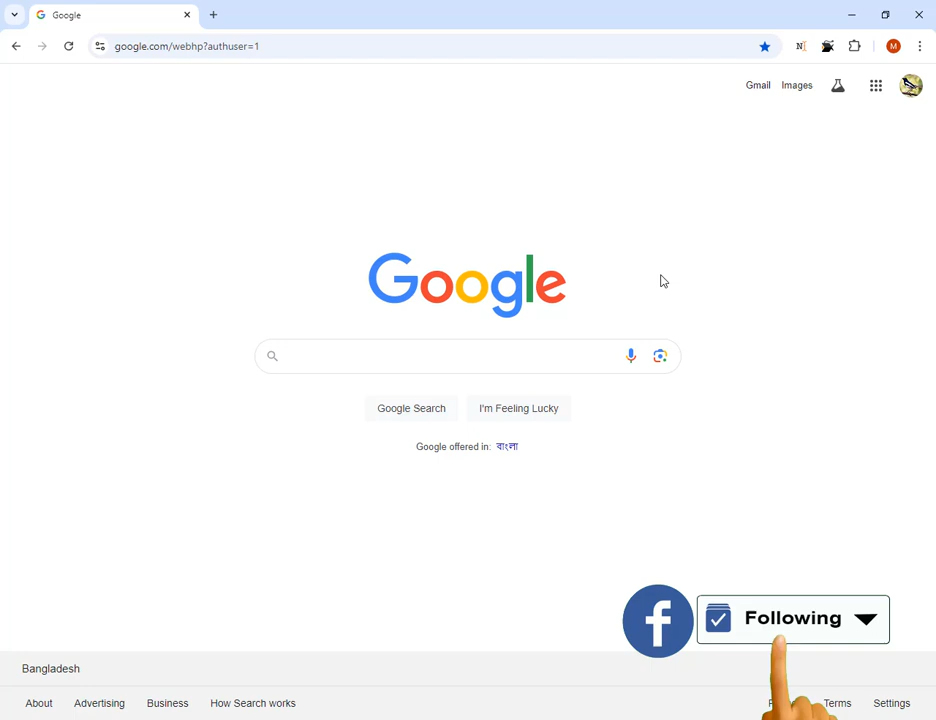 Google
google.com/webhp?authuser=1
M
Gmail Images
Google
Google Search I'm Feeling Lucky
Google offered in: বাংলা
f Following
Bangladesh
About Advertising Business How Search works Terms Settings